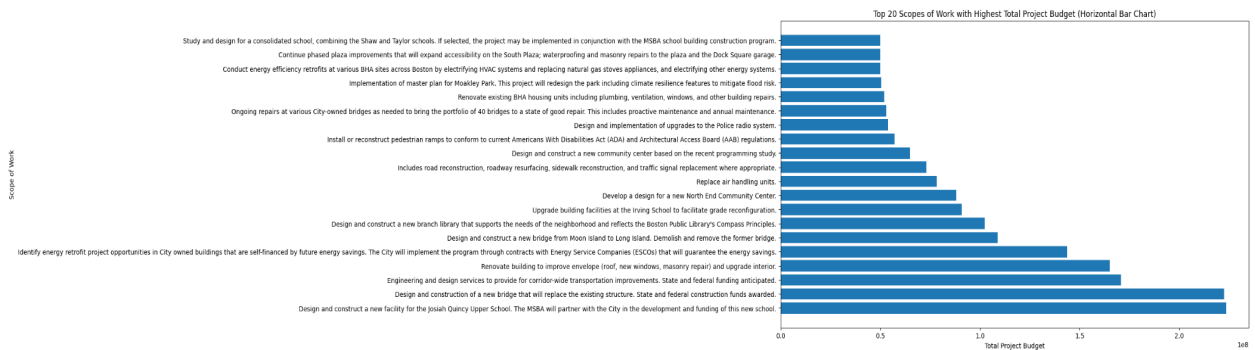 Top 20 Scopes of Work with Highest Total Project Budget (Horizontal Bar Chart)
Scope of Work
Study and design for a consolidated school, combining the Shaw and Taylor schools. If selected, the project may be implemented in conjunction with the MSBA school building construction program.
Continue phased plaza improvements that will expand accessibility on the South Plaza; waterproofing and masonry repairs to the plaza and the Dock Square garage.
Conduct energy efficiency retrofits at various BHA sites across Boston by electrifying HVAC systems and replacing natural gas stoves appliances, and electrifying other energy systems.
Implementation of master plan for Moakley Park. This project will redesign the park including climate resilience features to mitigate flood risk.
Renovate existing BHA housing units including plumbing, ventilation, windows, and other building repairs.
Ongoing repairs at various City-owned bridges as needed to bring the portfolio of 40 bridges to a state of good repair. This includes proactive maintenance and annual maintenance.
Design and implementation of upgrades to the Police radio system.
Install or reconstruct pedestrian ramps to conform to current Americans With Disabilities Act (ADA) and Architectural Access Board (AAB) regulations.
Design and construct a new community center based on the recent programming study.
Includes road reconstruction, roadway resurfacing, sidewalk reconstruction, and traffic signal replacement where appropriate.
Replace air handling units.
Develop a design for a new North End Community Center.
Upgrade building facilities at the Irving School to facilitate grade reconfiguration.
Design and construct a new branch library that supports the needs of the neighborhood and reflects the Boston Public Library's Compass Principles.
Design and construct a new bridge from Moon Island to Long Island. Demolish and remove the former bridge.
Identify energy retrofit project opportunities in City owned buildings that are self-financed by future energy savings. The City will implement the program through contracts with Energy Service Companies (ESCOs) that will guarantee the energy savings.
Renovate building to improve envelope (roof, new windows, masonry repair) and upgrade interior.
Engineering and design services to provide for corridor-wide transportation improvements. State and federal funding anticipated.
Design and construction of a new bridge that will replace the existing structure. State and federal construction funds awarded.
Design and construct a new facility for the Josiah Quincy Upper School. The MSBA will partner with the City in the development and funding of this new school.
0.0 0.5 1.0 1.5 2.0
1e8
Total Project Budget